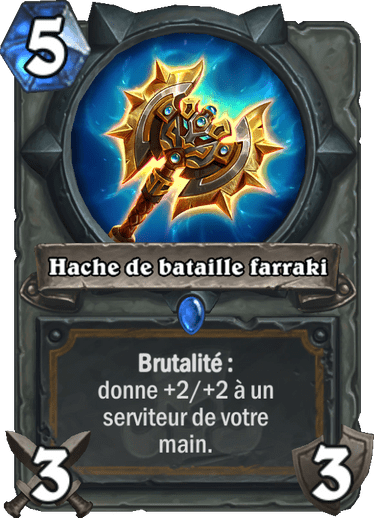 5
Hache de bataille farraki
Brutalité :
donne +2/+2 à un
serviteur de votre
main.
3
3